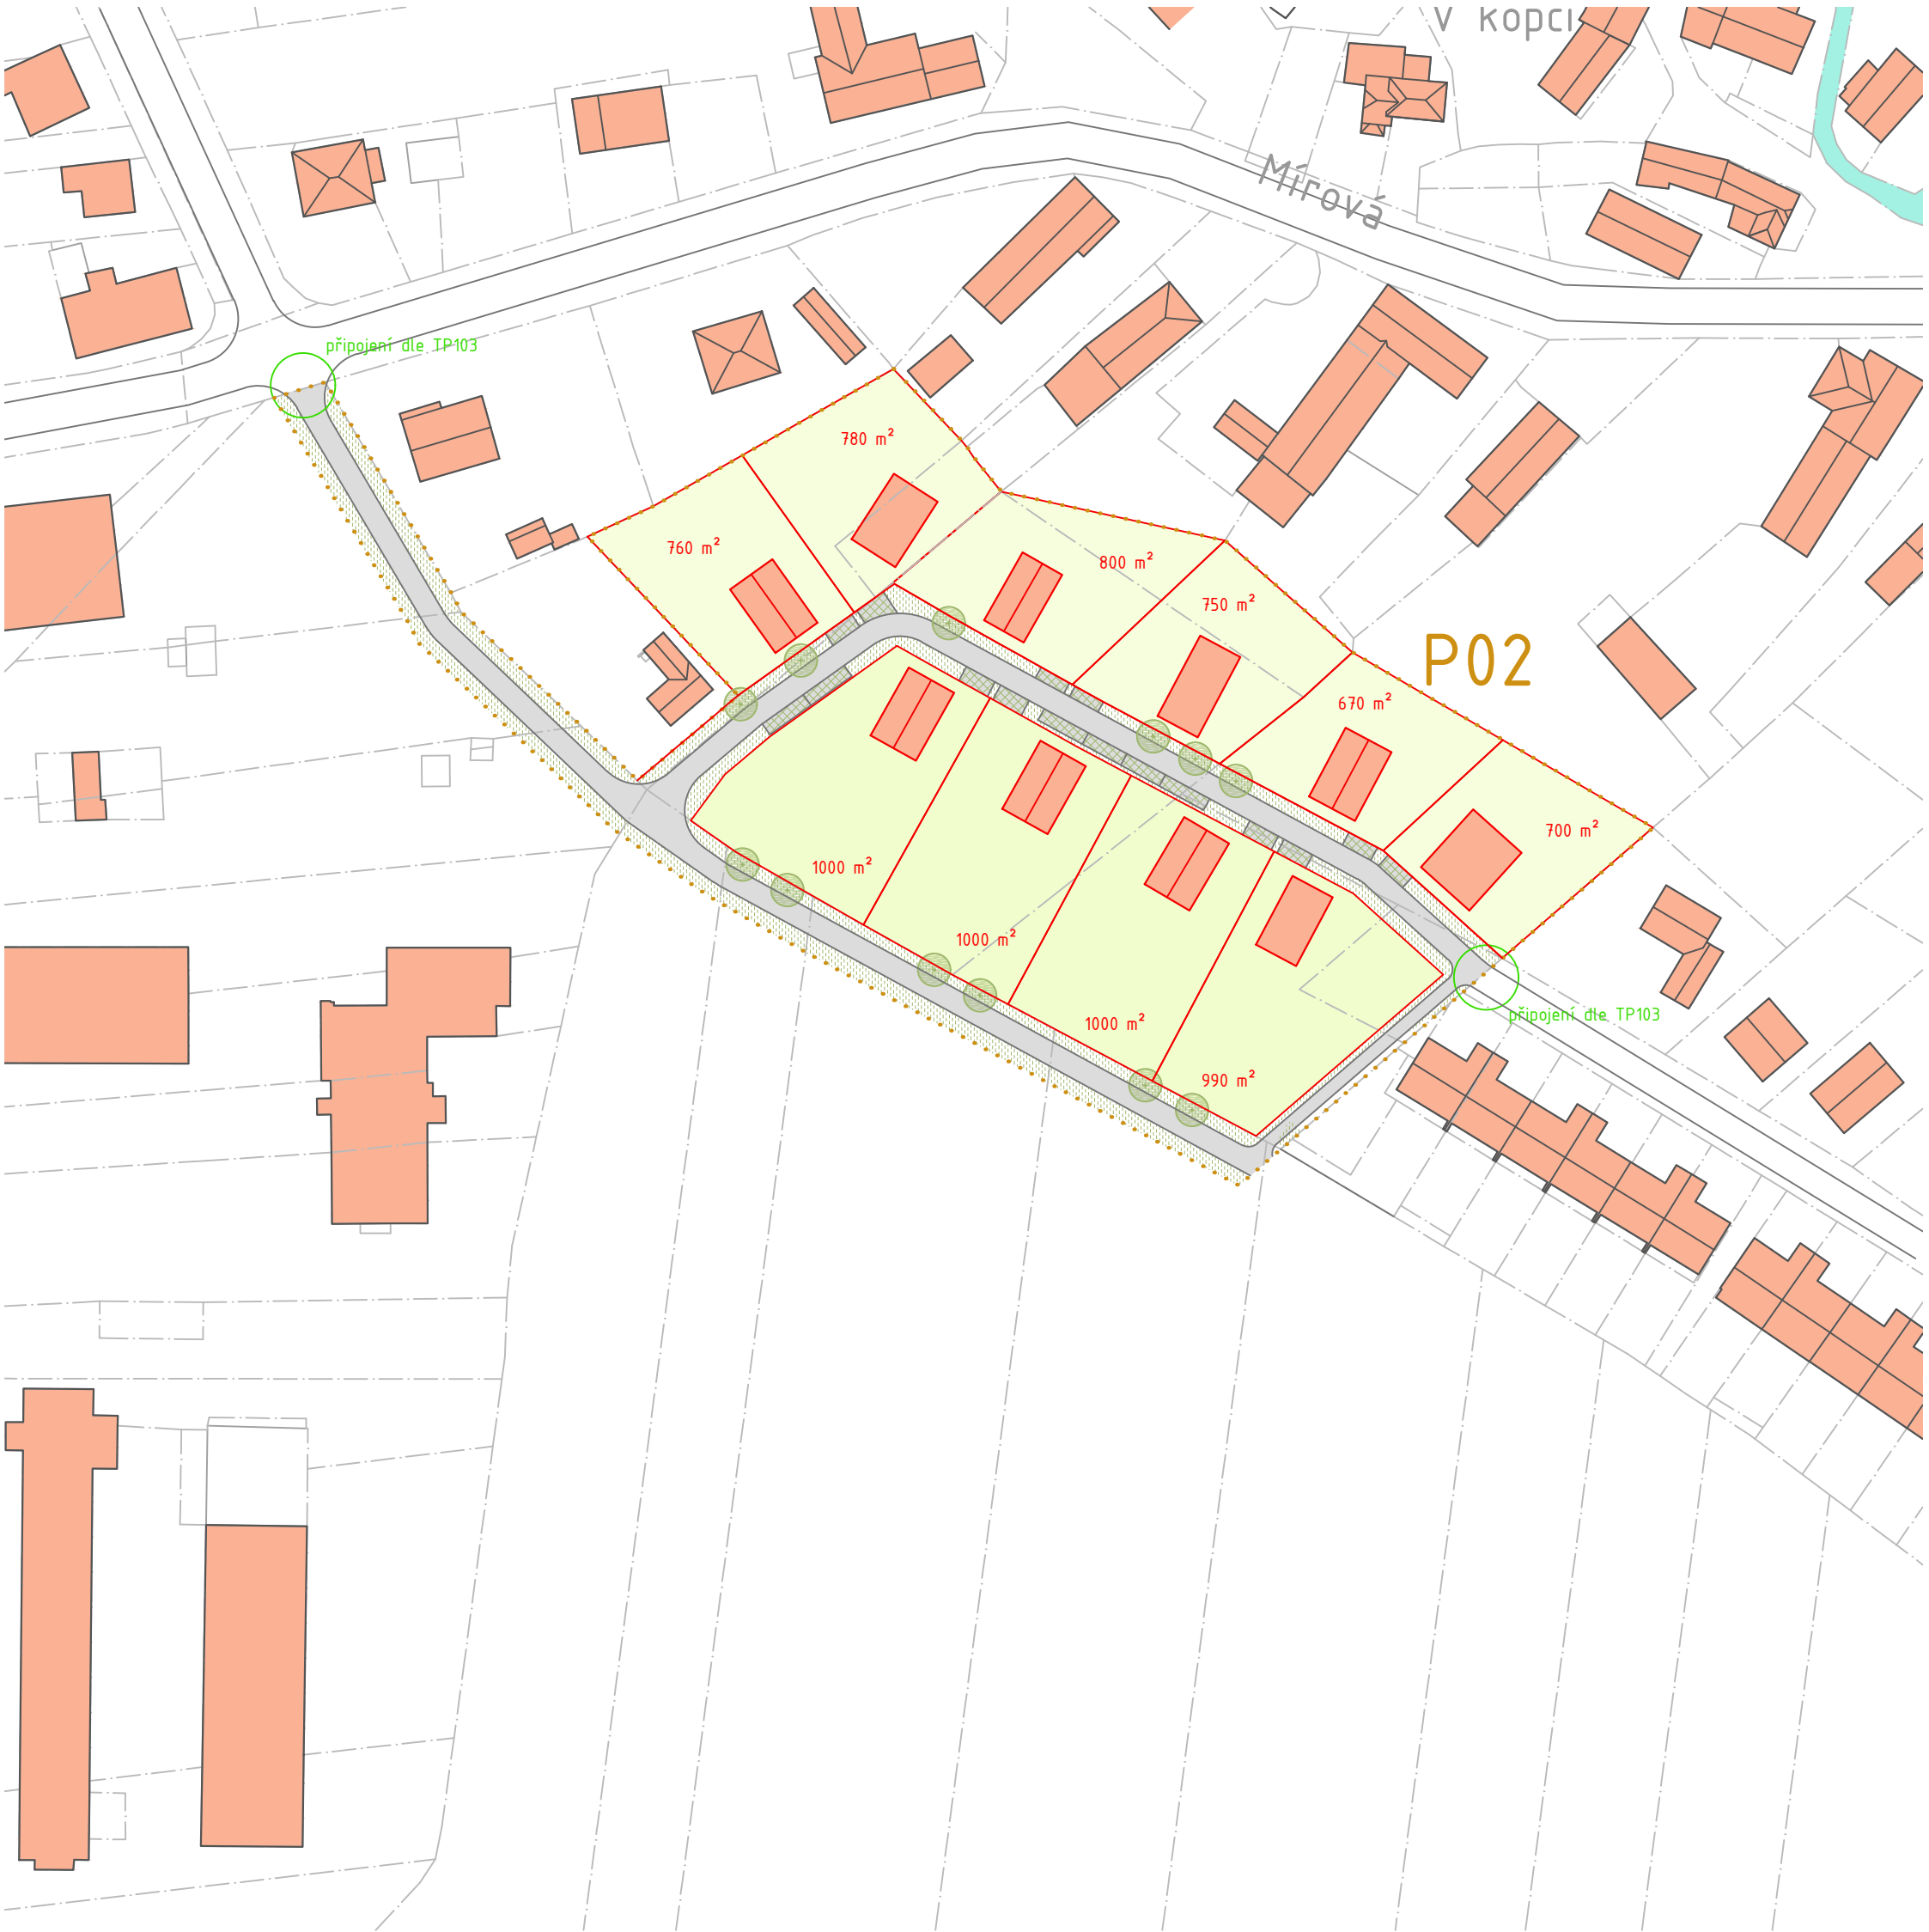 V kopci
Mírová
připojení dle TP103
780 m²
760 m²
800 m²
750 m²
P02
670 m²
700 m²
1000 m²
1000 m²
1000 m²
990 m²
připojení dle TP103